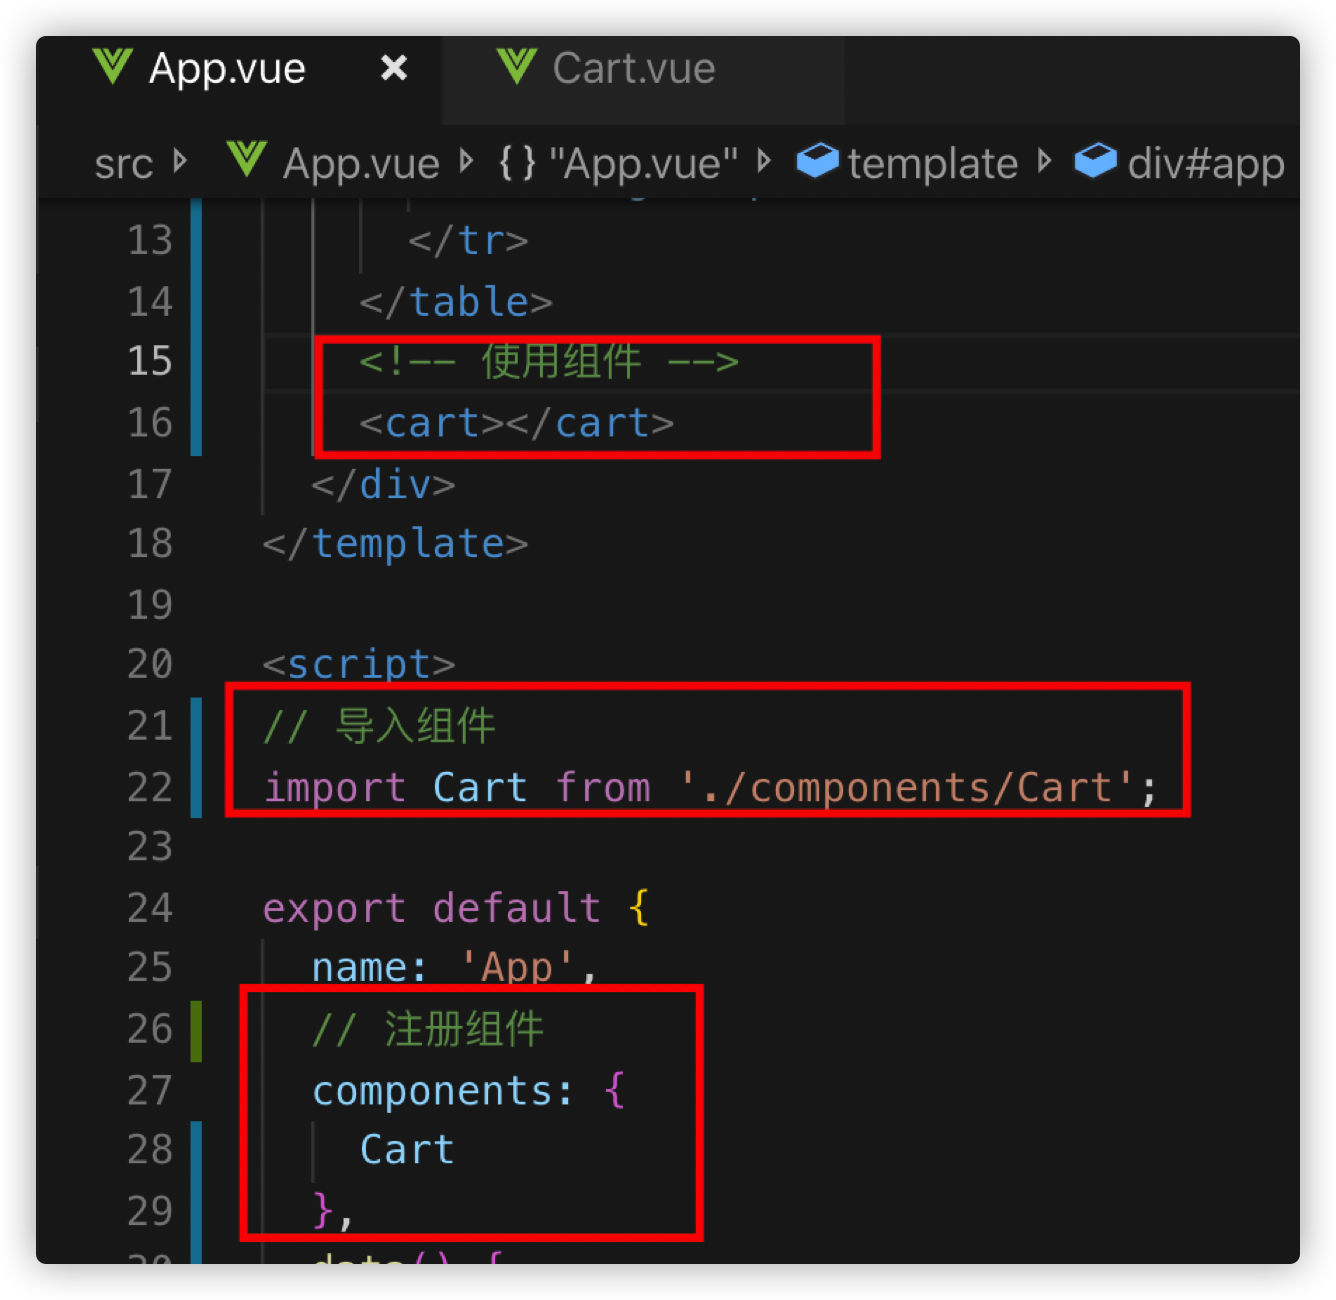 App.vue × Cart.vue
src App.vue {} "App.vue" template div#app
13 </tr>
14 </table>
15 <!-- 使用组件 -->
16 <cart></cart>
17 </div>
18 </template>
19
20 <script>
21 // 导入组件
22 import Cart from './components/Cart';
23
24 export default {
25 name: 'App',
26 // 注册组件
27 components: {
28 Cart
29 },
30 data() {